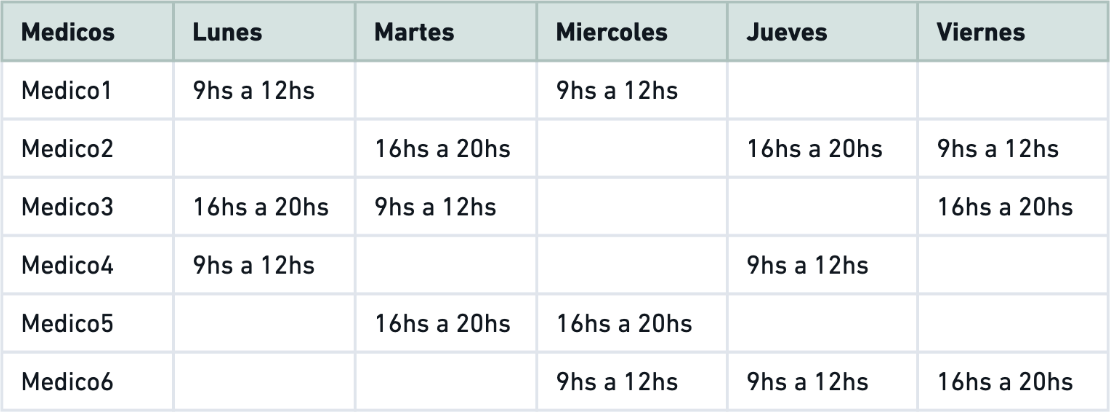 Medicos Lunes Martes Miercoles Jueves Viernes
Medico1 9hs a 12hs 9hs a 12hs
Medico2 16hs a 20hs 16hs a 20hs 9hs a 12hs
Medico3 16hs a 20hs 9hs a 12hs 16hs a 20hs
Medico4 9hs a 12hs 9hs a 12hs
Medico5 16hs a 20hs 16hs a 20hs
Medico6 9hs a 12hs 9hs a 12hs 16hs a 20hs